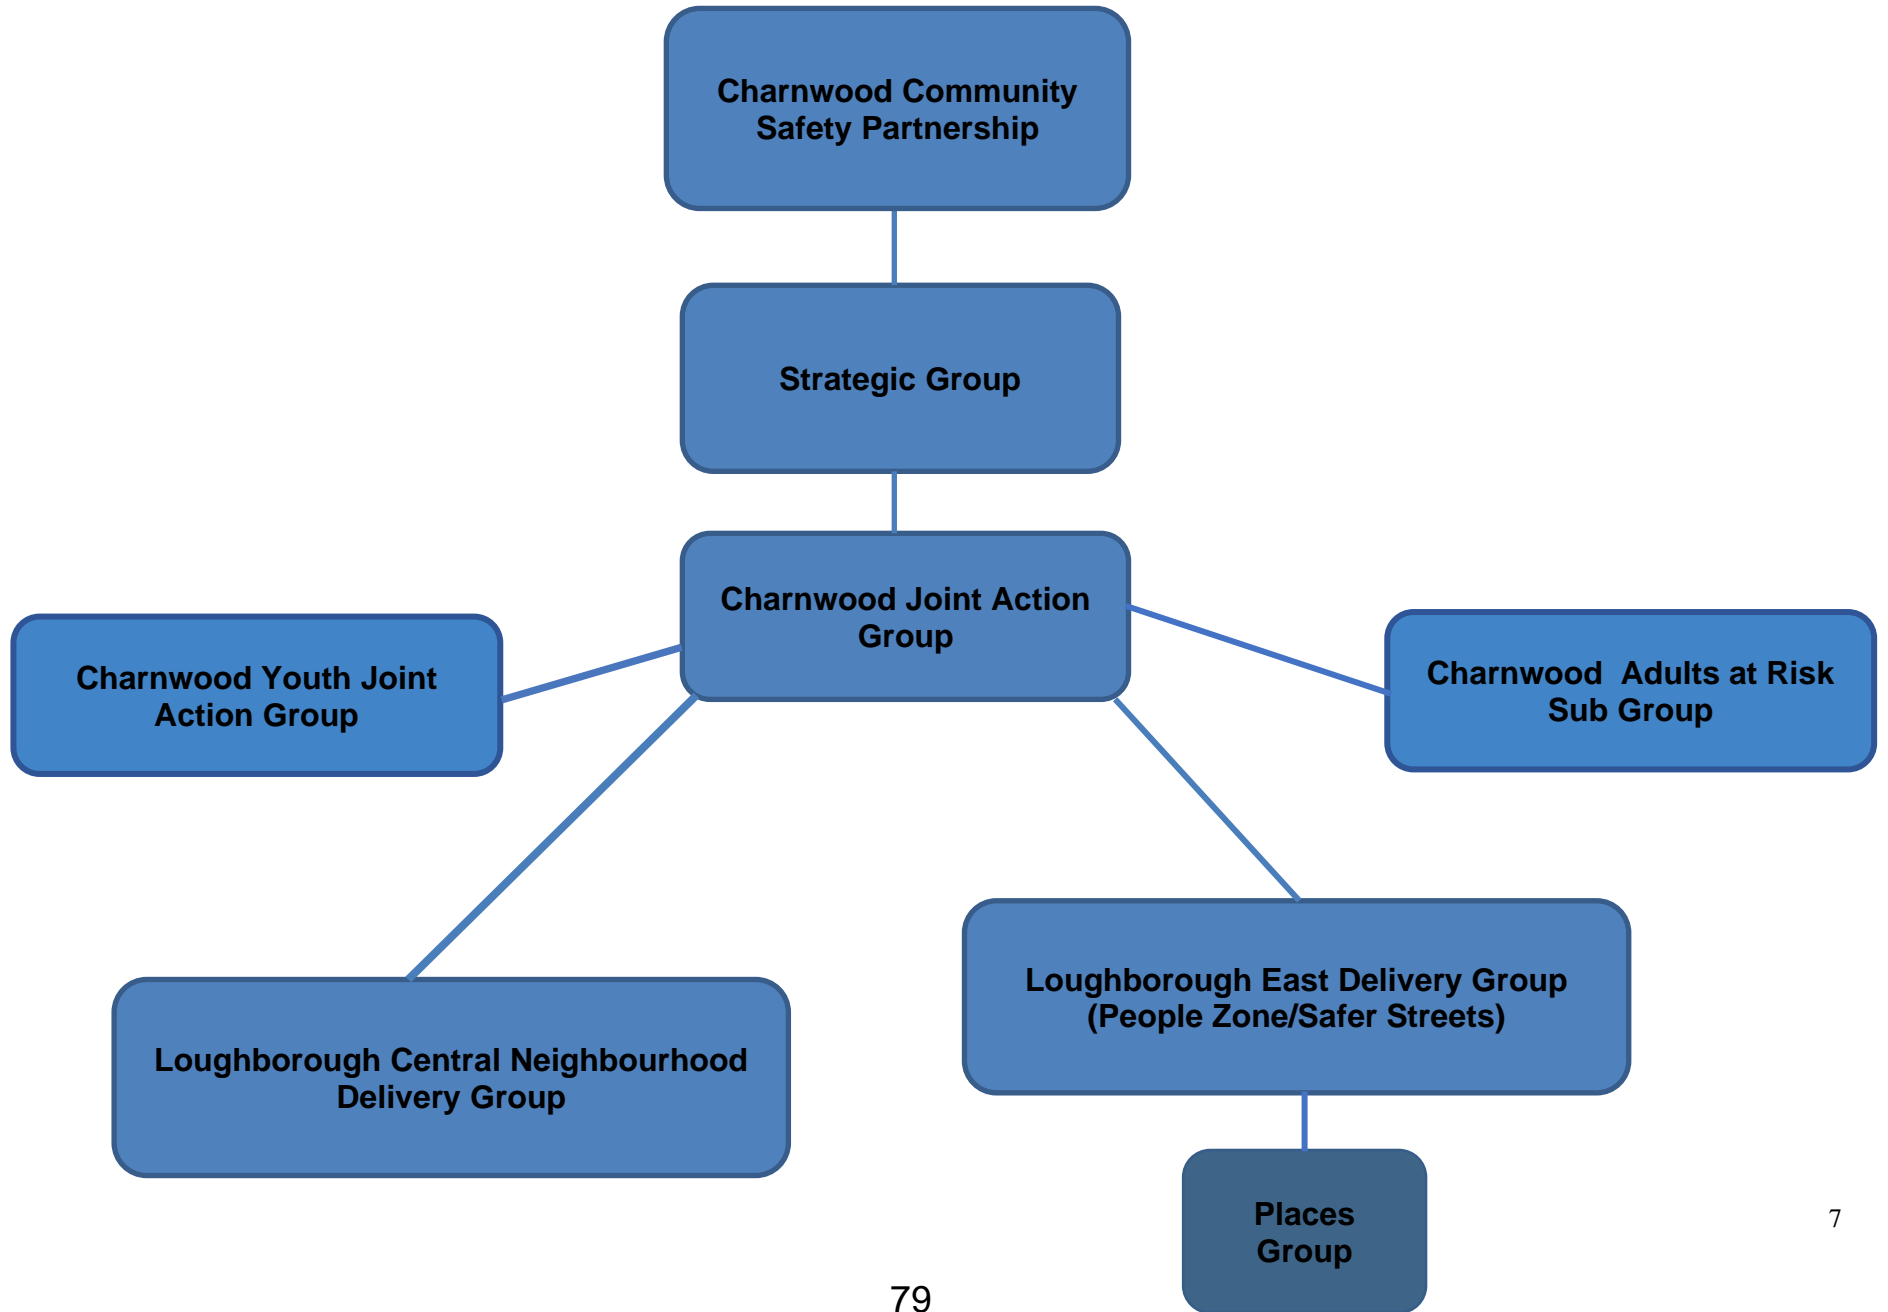 Charnwood Community
Safety Partnership
Strategic Group
Charnwood Joint Action
Group
Charnwood Youth Joint
Action Group
Charnwood  Adults at Risk
Sub Group
Loughborough Central Neighbourhood
Delivery Group
Loughborough East Delivery Group
(People Zone/Safer Streets)
Places
Group
7
79